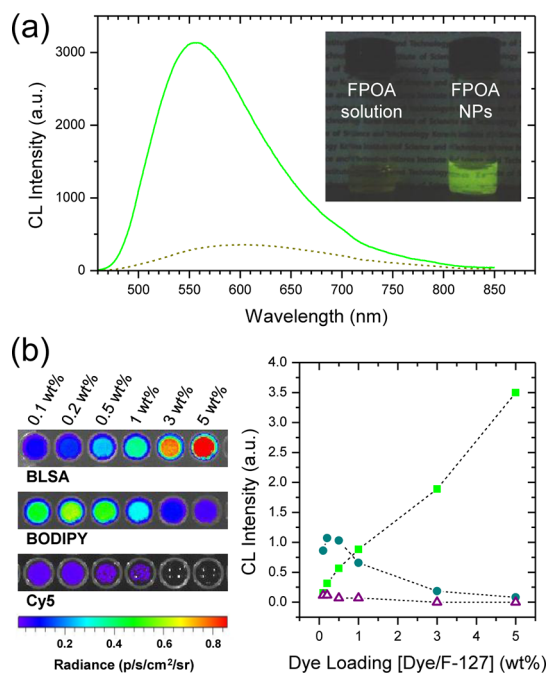 (a)
3000
2000
1000
0
CL Intensity (a.u.)
500 550 600 650 700 750 800 850
Wavelength (nm)
FPOA solution
FPOA NPs
(b)
0.1 wt%
0.2 wt%
0.5 wt%
1 wt%
3 wt%
5 wt%
BLSA
BODIPY
Cy5
0.2 0.4 0.6 0.8
Radiance (p/s/cm²/sr)
4.0
3.5
3.0
2.5
2.0
1.5
1.0
0.5
0.0
CL Intensity (a.u.)
0 1 2 3 4 5
Dye Loading [Dye/F-127] (wt%)